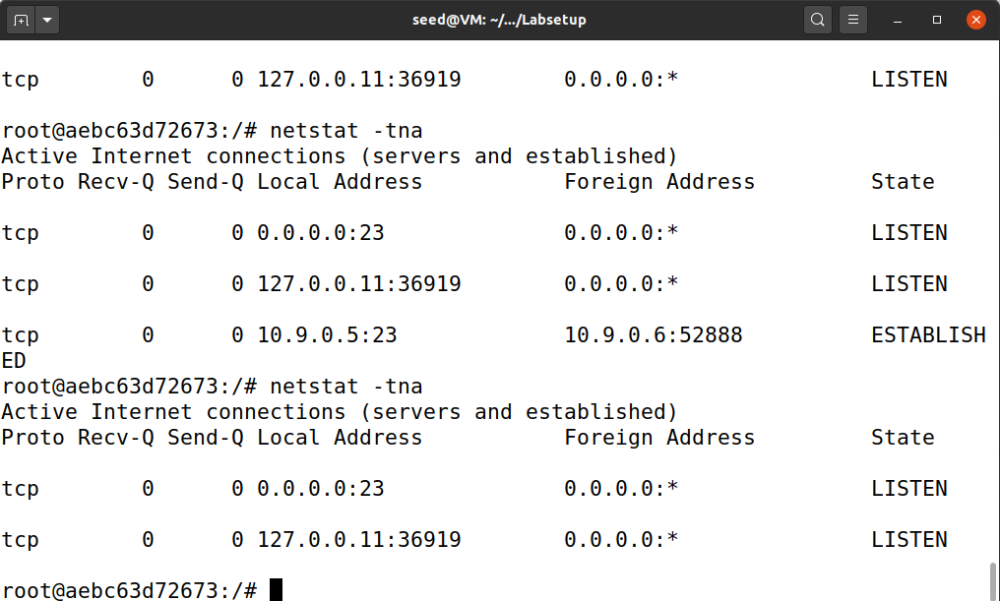 seed@VM: ~/.../Labsetup
tcp        0      0 127.0.0.11:36919        0.0.0.0:*               LISTEN
root@aebc63d72673:/# netstat -tna
Active Internet connections (servers and established)
Proto Recv-Q Send-Q Local Address           Foreign Address         State
tcp        0      0 0.0.0.0:23              0.0.0.0:*               LISTEN
tcp        0      0 127.0.0.11:36919        0.0.0.0:*               LISTEN
tcp        0      0 10.9.0.5:23             10.9.0.6:52888          ESTABLISH
ED
root@aebc63d72673:/# netstat -tna
Active Internet connections (servers and established)
Proto Recv-Q Send-Q Local Address           Foreign Address         State
tcp        0      0 0.0.0.0:23              0.0.0.0:*               LISTEN
tcp        0      0 127.0.0.11:36919        0.0.0.0:*               LISTEN
root@aebc63d72673:/#